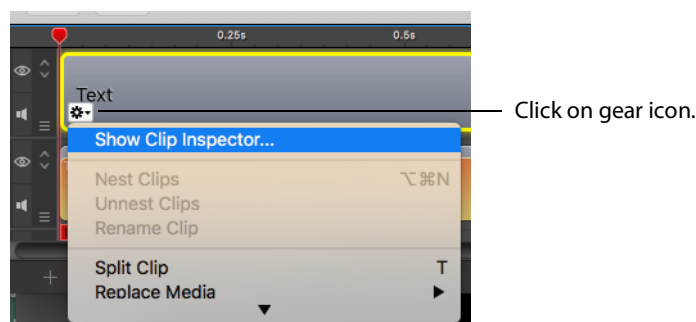 0.25s 0.5s
Text
Click on gear icon.
Show Clip Inspector...
Nest Clips ⌥⌘N
Unnest Clips
Rename Clip
Split Clip T
Replace Media